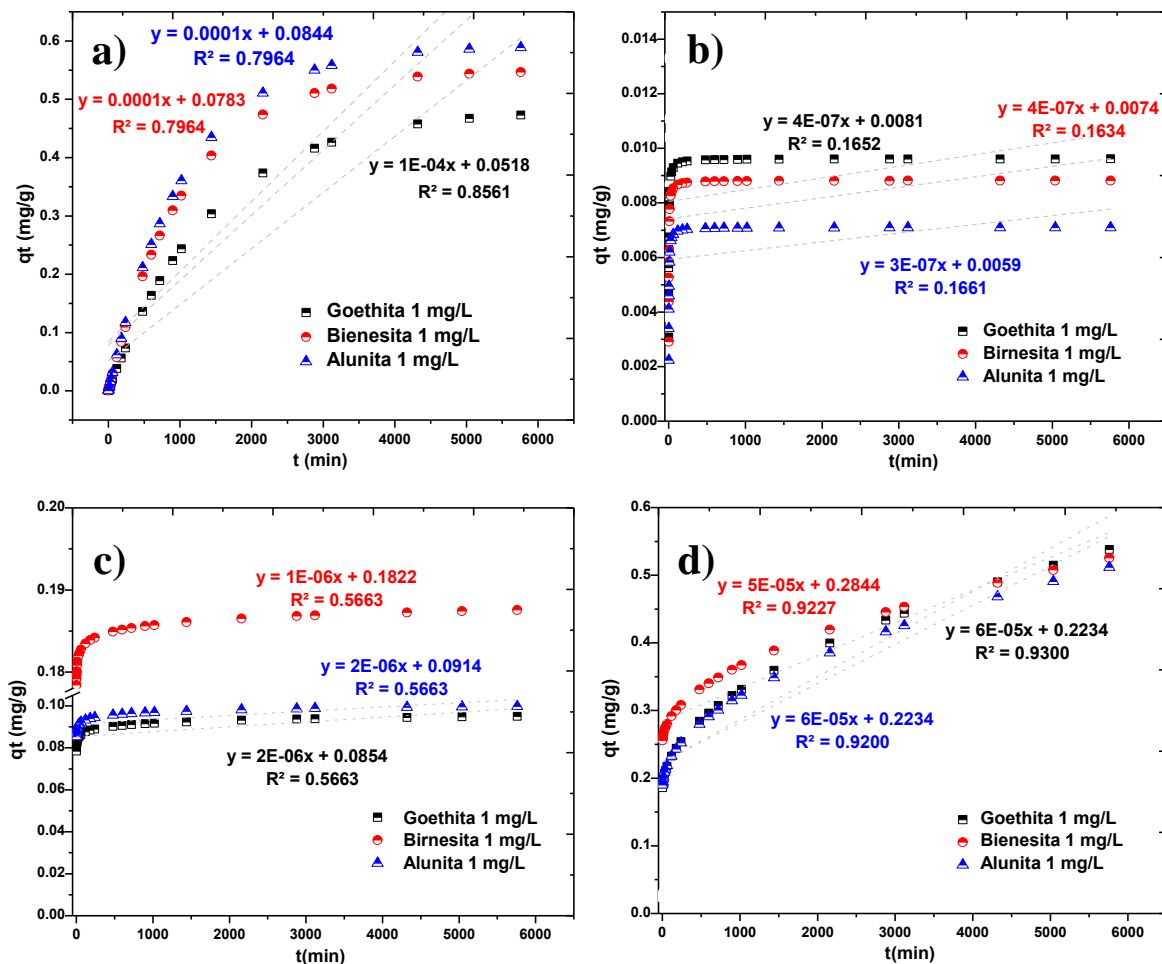 a)
y = 0.0001x + 0.0844
R² = 0.7964
y = 0.0001x + 0.0783
R² = 0.7964
y = 1E-04x + 0.0518
R² = 0.8561
Goethita 1 mg/L
Bienesita 1 mg/L
Alunita 1 mg/L
qt (mg/g)
0.6
0.5
0.4
0.3
0.2
0.1
0.0
0 1000 2000 3000 4000 5000 6000
t (min)
b)
y = 4E-07x + 0.0081
R² = 0.1652
y = 4E-07x + 0.0074
R² = 0.1634
y = 3E-07x + 0.0059
R² = 0.1661
Goethita 1 mg/L
Birnesita 1 mg/L
Alunita 1 mg/L
qt (mg/g)
0.014
0.012
0.010
0.008
0.006
0.004
0.002
0.000
0 1000 2000 3000 4000 5000 6000
t(min)
c)
y = 1E-06x + 0.1822
R² = 0.5663
y = 2E-06x + 0.0914
R² = 0.5663
y = 2E-06x + 0.0854
R² = 0.5663
Goethita 1 mg/L
Birnesita 1 mg/L
Alunita 1 mg/L
qt (mg/g)
0.20
0.19
0.18
0.10
0.08
0.06
0.04
0.02
0.00
0 1000 2000 3000 4000 5000 6000
t(min)
d)
y = 5E-05x + 0.2844
R² = 0.9227
y = 6E-05x + 0.2234
R² = 0.9300
y = 6E-05x + 0.2234
R² = 0.9200
Goethita 1 mg/L
Bienesita 1 mg/L
Alunita 1 mg/L
qt (mg/g)
0.6
0.5
0.4
0.3
0.2
0.1
0.0
0 1000 2000 3000 4000 5000 6000
t(min)